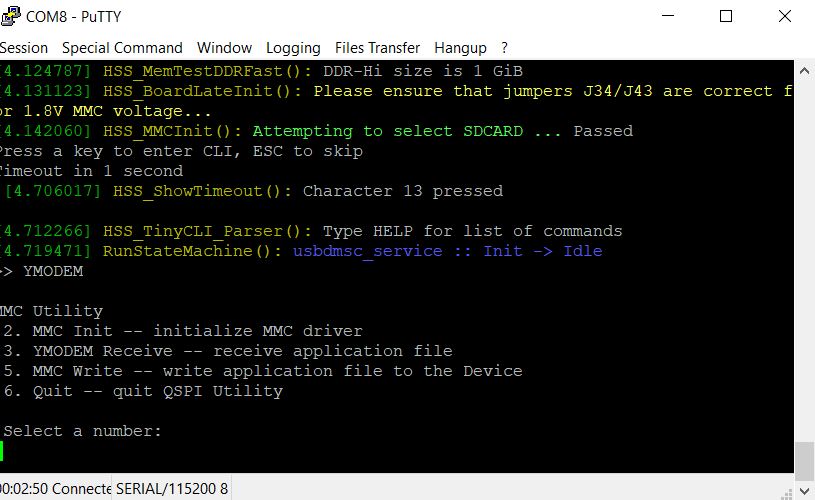 COM8 - PuTTY
Session Special Command Window Logging Files Transfer Hangup ?
[4.124787] HSS_MemTestDDRFast(): DDR-Hi size is 1 GiB
[4.131123] HSS_BoardLateInit(): Please ensure that jumpers J34/J43 are correct f
or 1.8V MMC voltage...
[4.142060] HSS_MMCInit(): Attempting to select SDCARD ... Passed
Press a key to enter CLI, ESC to skip
Timeout in 1 second
[4.706017] HSS_ShowTimeout(): Character 13 pressed
[4.712266] HSS_TinyCLI_Parser(): Type HELP for list of commands
[4.719471] RunStateMachine(): usbdmsc_service :: Init -> Idle
>> YMODEM
MMC Utility
2. MMC Init -- initialize MMC driver
3. YMODEM Receive -- receive application file
5. MMC Write -- write application file to the Device
6. Quit -- quit QSPI Utility
Select a number:
00:02:50 Connecte SERIAL/115200 8